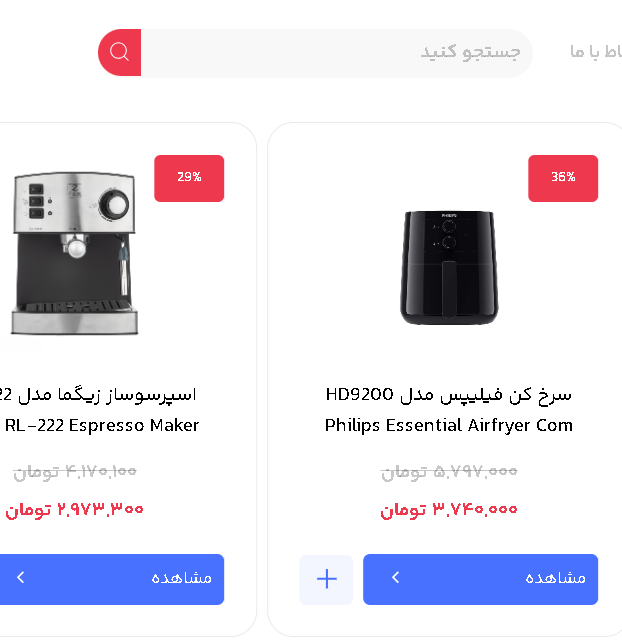 جستجو کنید
با ما
36%
PHILIPS
سرخ کن فیلیپس مدل HD9200
Philips Essential Airfryer Com
۵,۷۹۷,۰۰۰ تومان
۳,۷۴۰,۰۰۰ تومان
مشاهده
29%
اسپرسوساز زیگما مدل
RL-222 Espresso Maker
۴,۱۷۰,۱۰۰ تومان
۲,۹۷۳,۳۰۰ تومان
مشاهده